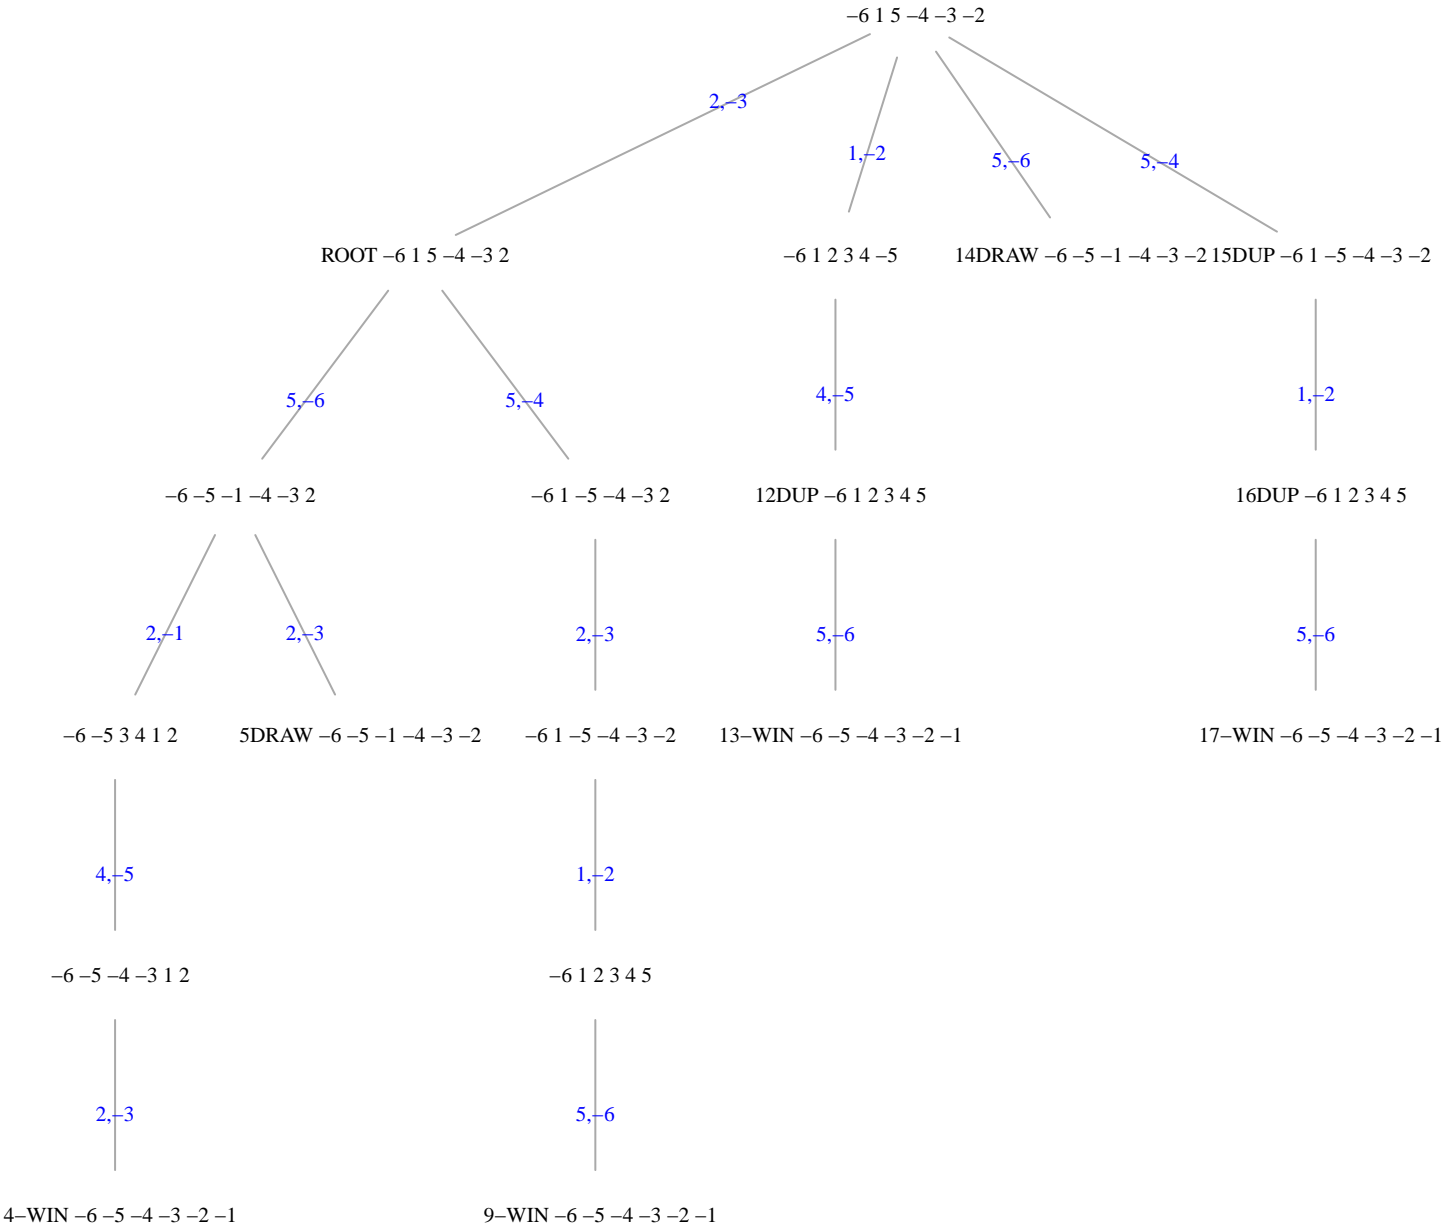 −6 1 5 −4 −3 −2
2,−3
1,−2
5,−6
5,−4
ROOT −6 1 5 −4 −3 2
−6 1 2 3 4 −5
14DRAW −6 −5 −1 −4 −3 −2
15DUP −6 1 −5 −4 −3 −2
5,−6
5,−4
4,−5
1,−2
−6 −5 −1 −4 −3 2
−6 1 −5 −4 −3 2
12DUP −6 1 2 3 4 5
16DUP −6 1 2 3 4 5
2,−1
2,−3
2,−3
5,−6
5,−6
−6 −5 3 4 1 2
5DRAW −6 −5 −1 −4 −3 −2
−6 1 −5 −4 −3 −2
13−WIN −6 −5 −4 −3 −2 −1
17−WIN −6 −5 −4 −3 −2 −1
4,−5
1,−2
−6 −5 −4 −3 1 2
−6 1 2 3 4 5
2,−3
5,−6
4−WIN −6 −5 −4 −3 −2 −1
9−WIN −6 −5 −4 −3 −2 −1